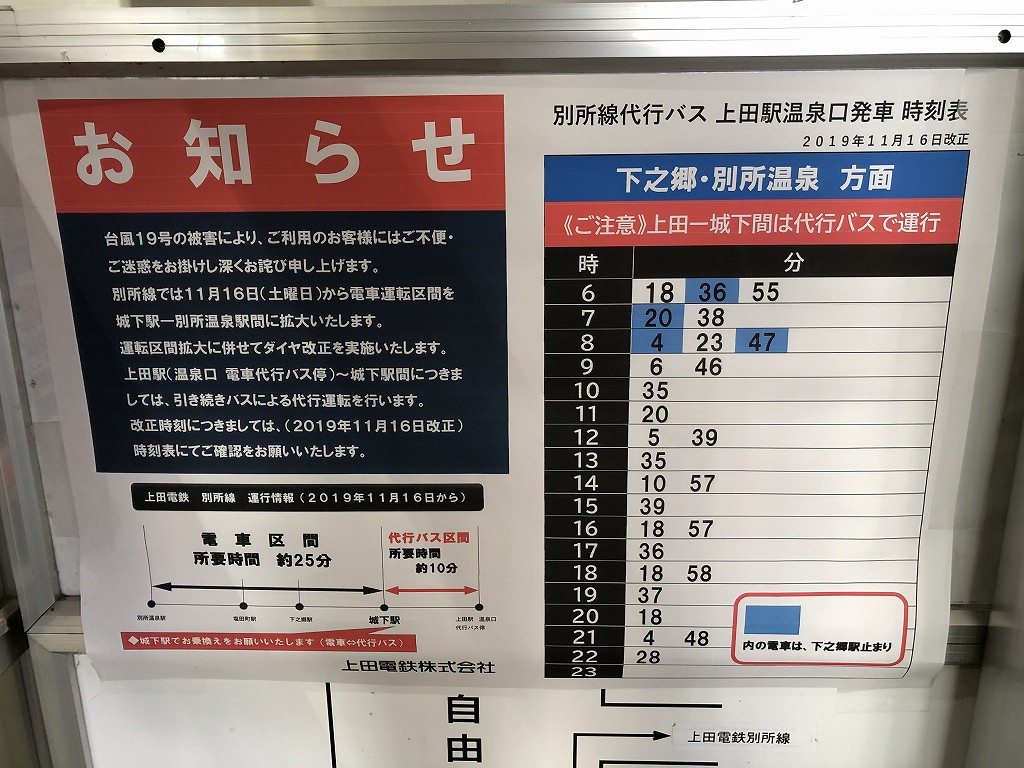 お知らせ
台風19号の被害により、ご利用のお客様にはご不便・
ご迷惑をお掛けし深くお詫び申し上げます。
別所線では11月16日(土曜日)から電車運転区間を
城下駅ー別所温泉駅間に拡大いたします。
運転区間拡大に併せてダイヤ改正を実施いたします。
上田駅(温泉口 電車代行バス停)〜城下駅間につきま
しては、引き続きバスによる代行運転を行います。
改正時刻につきましては、(2019年11月16日改正)
時刻表にてご確認をお願いいたします。
上田電鉄 別所線 運行情報(2019年11月16日から)
電車区間
所要時間 約25分
代行バス区間
所要時間
約10分
別所温泉駅 塩田町駅 下之郷駅 城下駅 上田駅 温泉口
代行バス停
◆城下駅でお乗換えをお願いいたします(電車⇔代行バス)
上田電鉄株式会社
別所線代行バス 上田駅温泉口発車 時刻表
2019年11月16日改正
下之郷・別所温泉 方面
《ご注意》上田ー城下間は代行バスで運行
時 分
6 18 36 55
7 20 38
8 4 23 47
9 6 46
10 35
11 20
12 5 39
13 35
14 10 57
15 39
16 18 57
17 36
18 18 58
19 37
20 18
21 4 48
22 28
23
内の電車は、下之郷駅止まり
自由
上田電鉄別所線